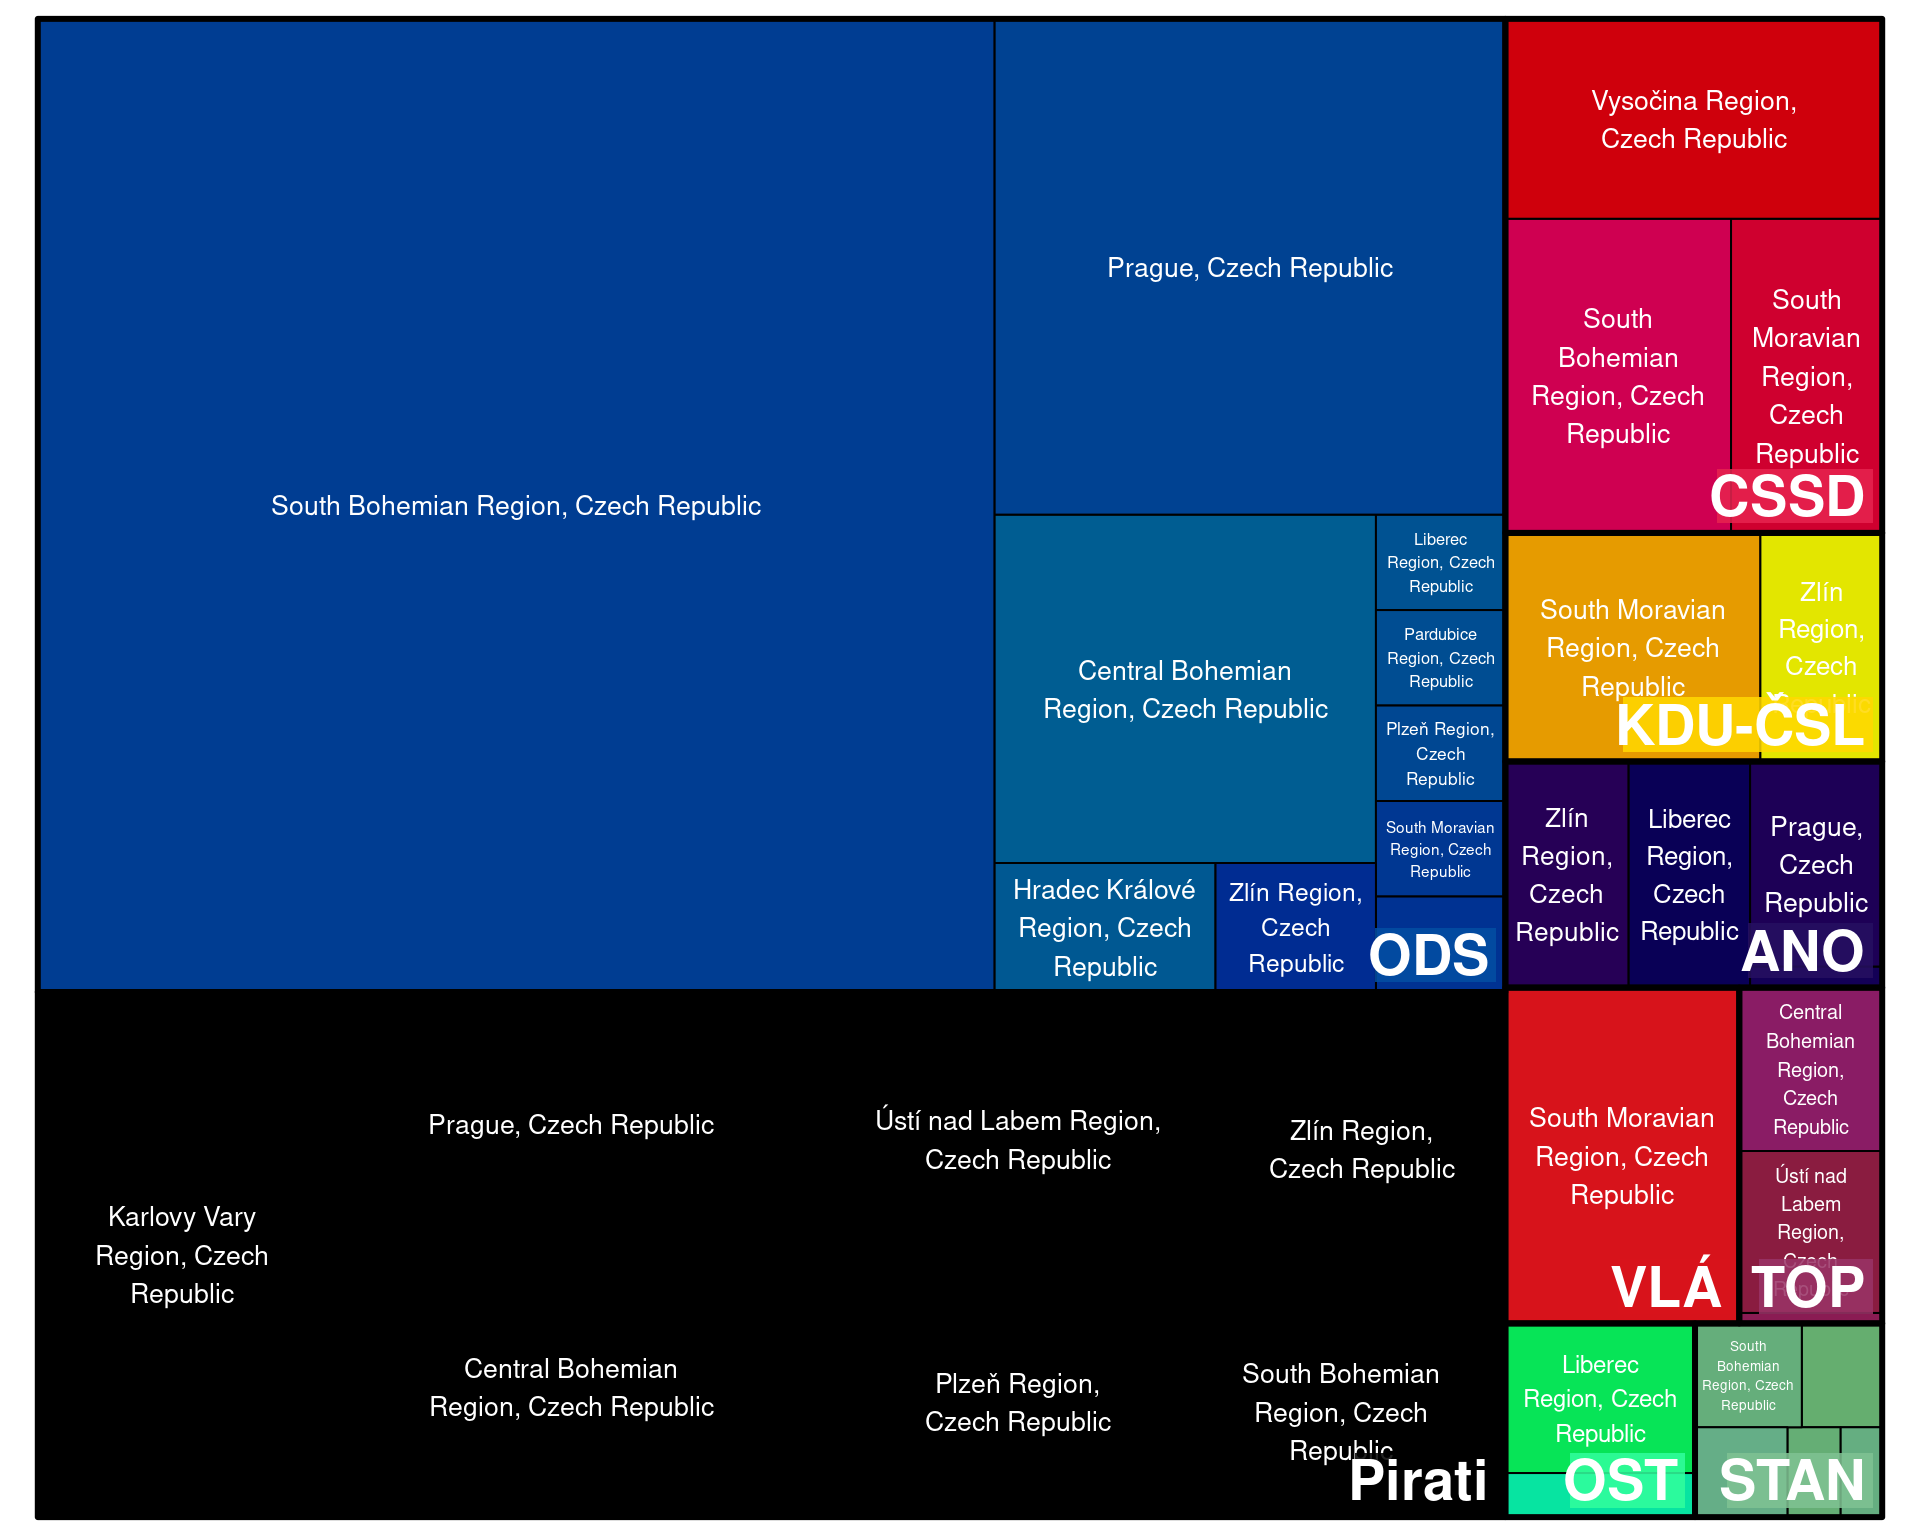 South Bohemian Region, Czech Republic
Prague, Czech Republic
Central Bohemian
Region, Czech Republic
Liberec
Region, Czech
Republic
Pardubice
Region, Czech
Republic
Plzeň Region,
Czech
Republic
South Moravian
Region, Czech
Republic
Hradec Králové
Region, Czech
Republic
Zlín Region,
Czech
Republic
ODS
Vysočina Region,
Czech Republic
South
Bohemian
Region, Czech
Republic
South
Moravian
Region,
Czech
Republic
CSSD
South Moravian
Region, Czech
Republic
Zlín
Region,
Czech
KDU-ČSL
Zlín
Region,
Czech
Republic
Liberec
Region,
Czech
Republic
Prague,
Czech
Republic
ANO
Karlovy Vary
Region, Czech
Republic
Prague, Czech Republic
Central Bohemian
Region, Czech Republic
Ústí nad Labem Region,
Czech Republic
Plzeň Region,
Czech Republic
Zlín Region,
Czech Republic
South Bohemian
Region, Czech
Republic
Pirati
South Moravian
Region, Czech
Republic
VLÁ
Central
Bohemian
Region,
Czech
Republic
Ústí nad
Labem
Region,
Czech
TOP
Liberec
Region, Czech
Republic
OST
South
Bohemian
Region, Czech
Republic
STAN